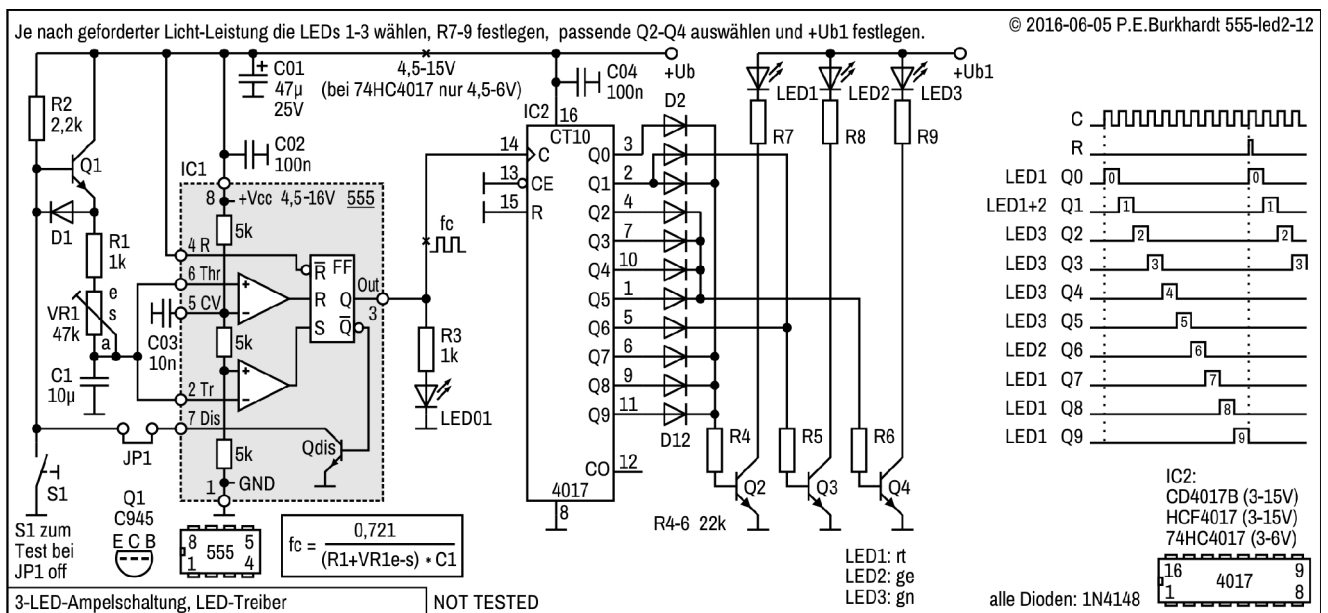 Je nach geforderter Licht-Leistung die LEDs 1-3 wählen, R7-9 festlegen, passende Q2-Q4 auswählen und +Ub1 festlegen.
© 2016-06-05 P.E.Burkhardt 555-led2-12
R2
2,2k
Q1
D1
R1
1k
VR1
47k
e
s
a
C1
10µ
C03
10n
JP1
S1
S1 zum
Test bei
JP1 off
Q1
C945
E C B
C01
47µ
25V
C02
100n
IC1
8
+Vcc 4,5-16V 555
5k
4 R
6 Thr
5 CV
5k
2 Tr
7 Dis
5k
1
GND
+
-
+
-
R FF
R Q
S Q
Out
3
Qdis
8 5
555
1 4
fc = 0,721
(R1+VR1e-s) • C1
fc
R3
1k
LED01
4,5-15V
(bei 74HC4017 nur 4,5-6V)
+Ub
C04
100n
IC2
16
CT10
14
C
13
CE
15
R
Q0 3
Q1 2
Q2 4
Q3 7
Q4 10
Q5 1
Q6 5
Q7 6
Q8 9
Q9 11
CO 12
4017
8
D2
D12
R4
R5
R6
Q2
Q3
Q4
R4-6 22k
LED1
LED2
LED3
+Ub1
R7
R8
R9
LED1: rt
LED2: ge
LED3: gn
C
R
LED1 Q0 0 0
LED1+2 Q1 1 1
LED3 Q2 2 2
LED3 Q3 3 3
LED3 Q4 4
LED3 Q5 5
LED2 Q6 6
LED1 Q7 7
LED1 Q8 8
LED1 Q9 9
IC2:
CD4017B (3-15V)
HCF4017 (3-15V)
74HC4017 (3-6V)
16 9
4017
1 8
alle Dioden: 1N4148
3-LED-Ampelschaltung, LED-Treiber
NOT TESTED